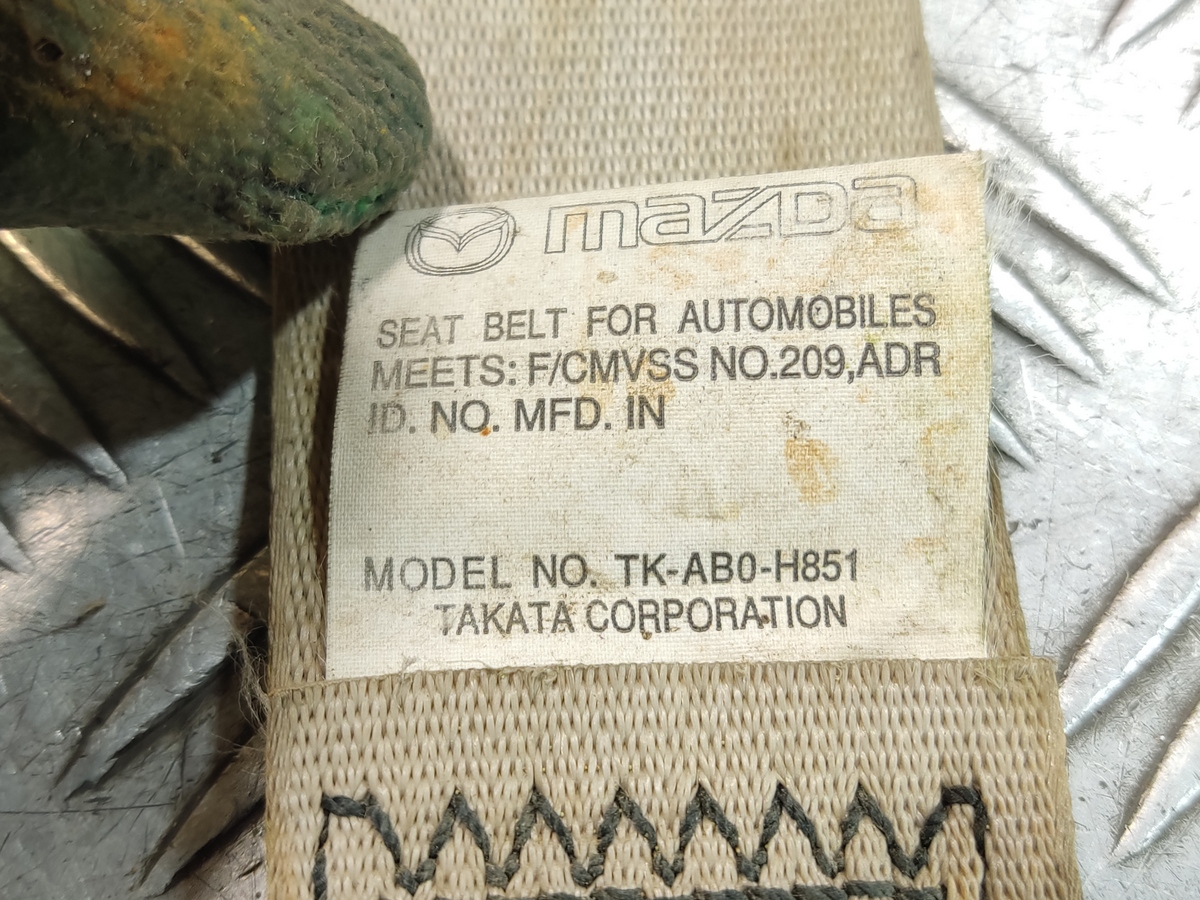 mazda
SEAT BELT FOR AUTOMOBILES
MEETS: F/CMVSS NO.209,ADR
ID. NO. MFD. IN
MODEL NO. TK-AB0-H851
TAKATA CORPORATION